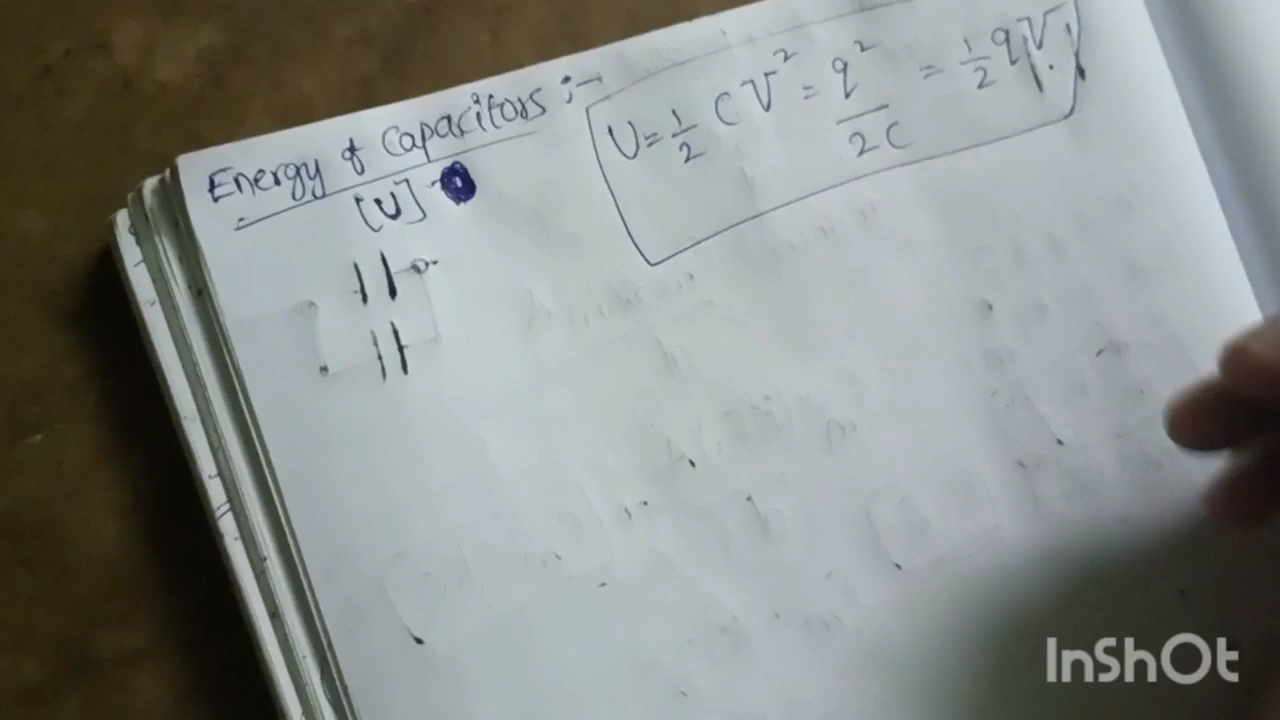 Energy of Capacitors :-
[U]
U = 1/2 CV² = q²/2C = 1/2 qV.
InShOt